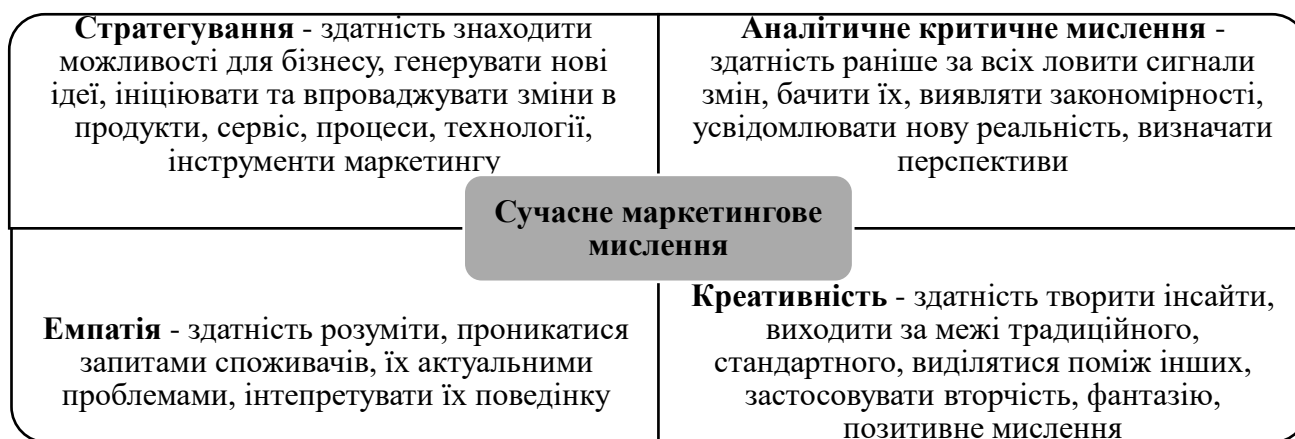 Стратегування - здатність знаходити
можливості для бізнесу, генерувати нові
ідеї, ініціювати та впроваджувати зміни в
продукти, сервіс, процеси, технології,
інструменти маркетингу
Аналітичне критичне мислення -
здатність раніше за всіх ловити сигнали
змін, бачити їх, виявляти закономірності,
усвідомлювати нову реальність, визначати
перспективи
Сучасне маркетингове
мислення
Емпатія - здатність розуміти, проникатися
запитами споживачів, їх актуальними
проблемами, інтепретувати їх поведінку
Креативність - здатність творити інсайти,
виходити за межі традиційного,
стандартного, виділятися поміж інших,
застосовувати вторчість, фантазію,
позитивне мислення